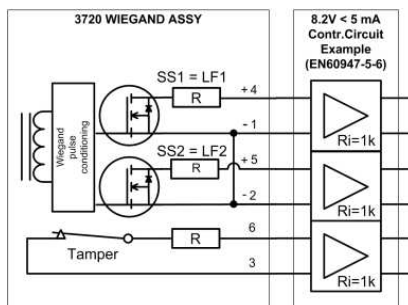 3720 WIEGAND ASSY
8.2V < 5 mA
Contr.Circuit
Example
(EN60947-5-6)
SS1 = LF1
R
+4
-1
Ri=1k
Wiegand
pulse
conditioning
SS2 = LF2
R
+5
-2
Ri=1k
R
6
Tamper
3
Ri=1k